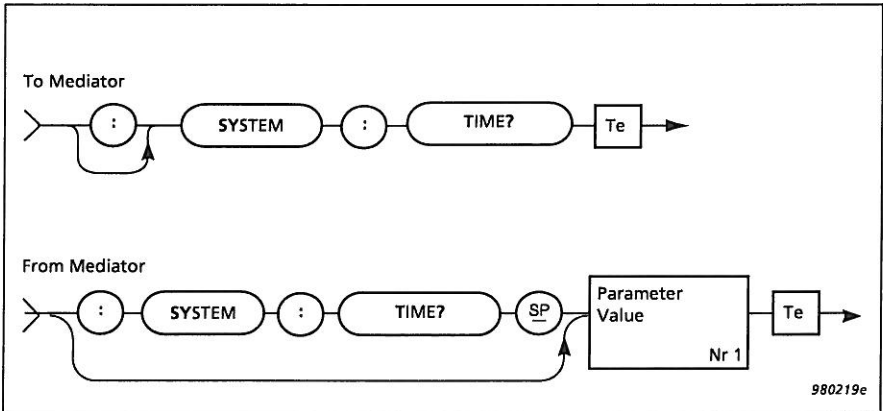 To Mediator
: SYSTEM : TIME? Te
From Mediator
: SYSTEM : TIME? SP Parameter
Value
Nr 1 Te
980219e